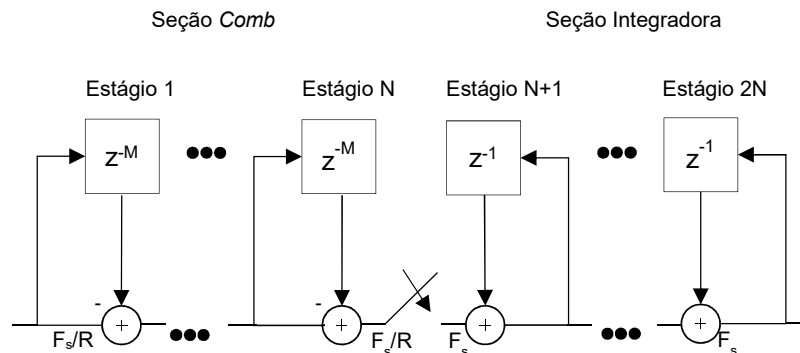 Seção Comb
Seção Integradora
Estágio 1
Estágio N
Estágio N+1
Estágio 2N
z-M
z-M
z-1
z-1
-
-
+
+
+
+
Fs/R
Fs/R
Fs
Fs